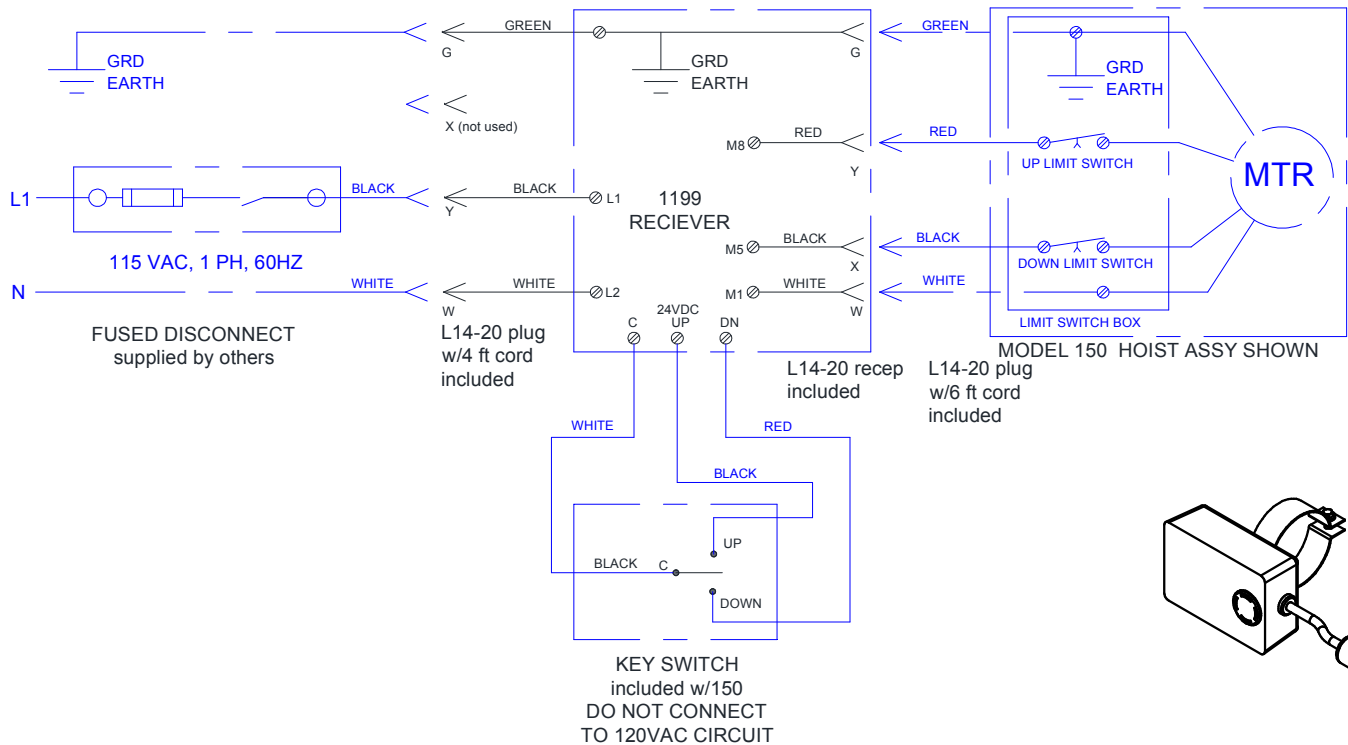 GREEN
G
GRD
EARTH
X (not used)
L1
BLACK
Y
BLACK
L1
115 VAC, 1 PH, 60HZ
N
WHITE
W
WHITE
L2
FUSED DISCONNECT
supplied by others
L14-20 plug
w/4 ft cord
included
GRD
EARTH
G
M8
RED
Y
1199
RECIEVER
M5
BLACK
X
M1
WHITE
W
C
24VDC
UP
DN
L14-20 recep
included
GREEN
GRD
EARTH
RED
UP LIMIT SWITCH
MTR
BLACK
DOWN LIMIT SWITCH
WHITE
LIMIT SWITCH BOX
MODEL 150 HOIST ASSY SHOWN
L14-20 plug
w/6 ft cord
included
WHITE
RED
BLACK
UP
BLACK
C
DOWN
KEY SWITCH
included w/150
DO NOT CONNECT
TO 120VAC CIRCUIT